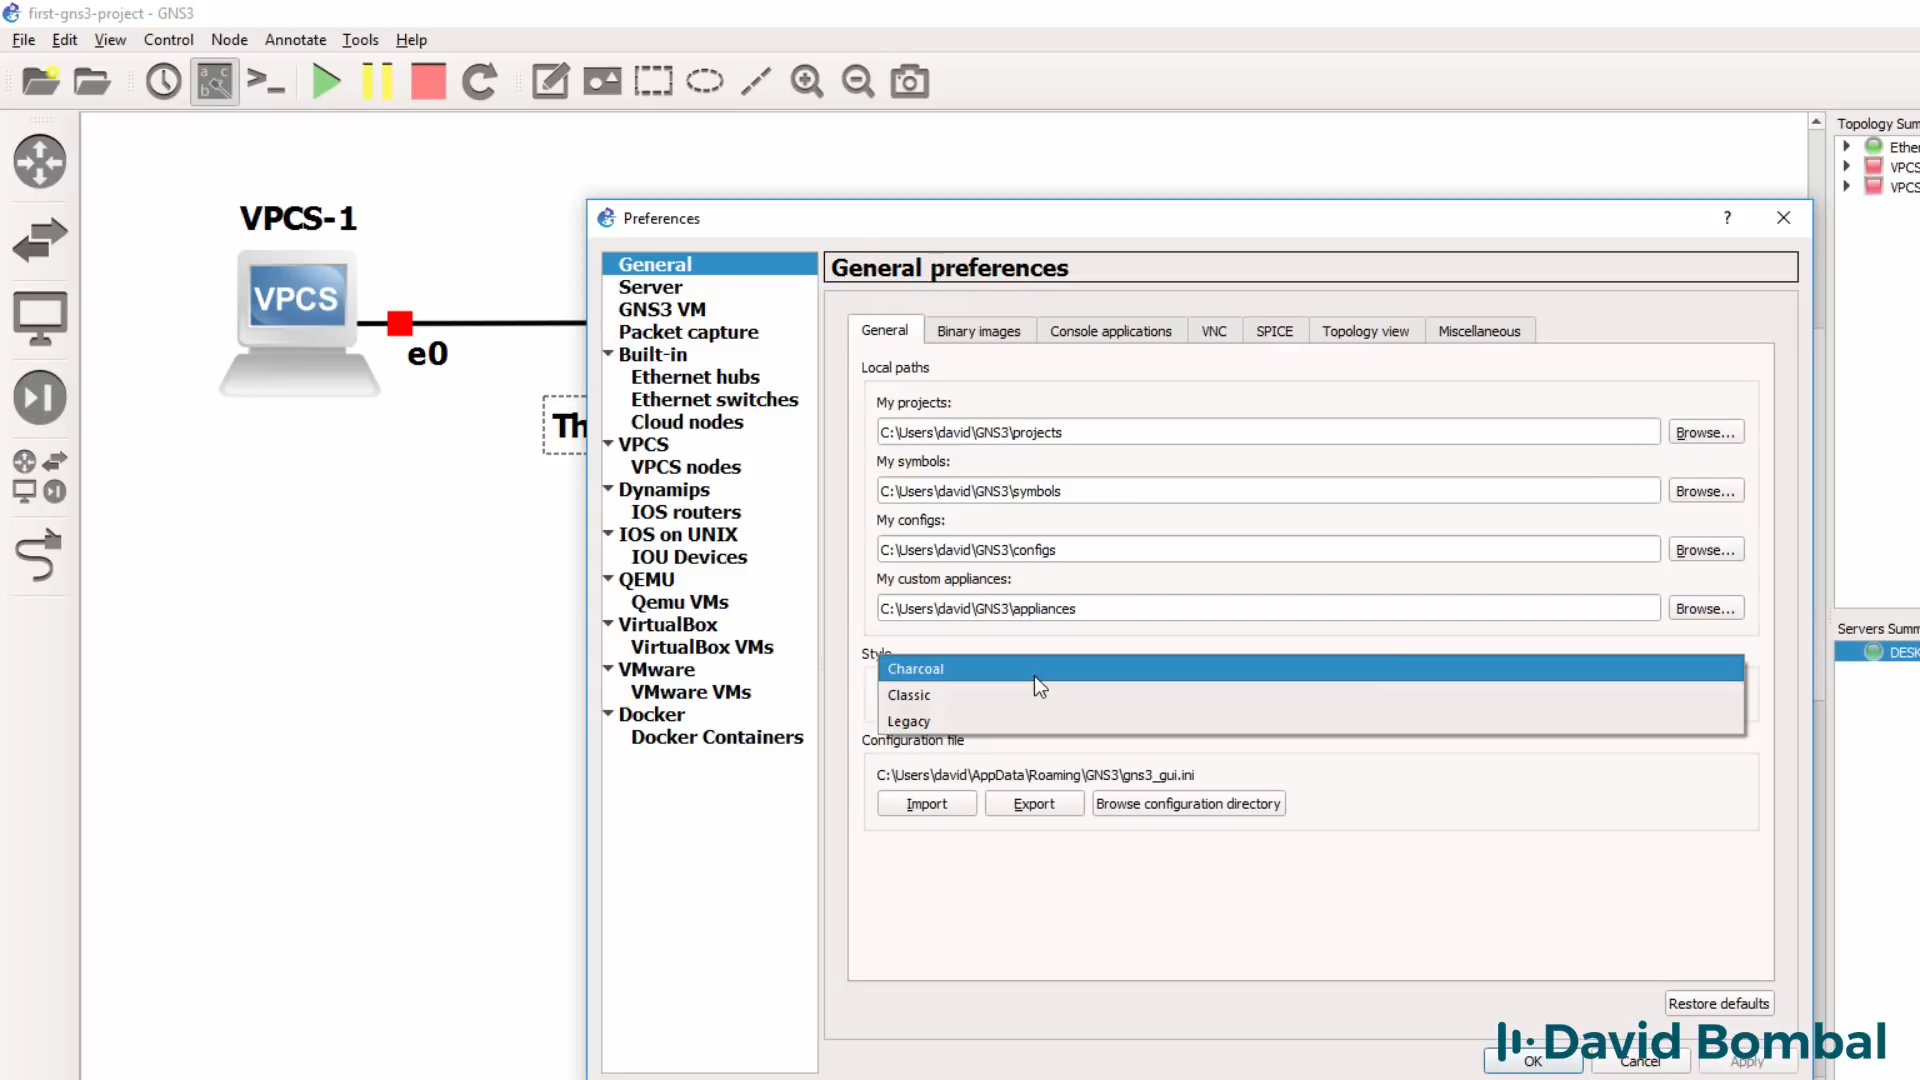 first-gns3-project - GNS3
File Edit View Control Node Annotate Tools Help
Topology Sum
Ether
VPCS
VPCS
VPCS-1
VPCS
e0
Th
Preferences
?
General
Server
GNS3 VM
Packet capture
Built-in
Ethernet hubs
Ethernet switches
Cloud nodes
VPCS
VPCS nodes
Dynamips
IOS routers
IOS on UNIX
IOU Devices
QEMU
Qemu VMs
VirtualBox
VirtualBox VMs
VMware
VMware VMs
Docker
Docker Containers
General preferences
General Binary images Console applications VNC SPICE Topology view Miscellaneous
Local paths
My projects:
C:\Users\david\GNS3\projects Browse...
My symbols:
C:\Users\david\GNS3\symbols Browse...
My configs:
C:\Users\david\GNS3\configs Browse...
My custom appliances:
C:\Users\david\GNS3\appliances Browse...
Style
Charcoal
Classic
Legacy
Configuration file
C:\Users\david\AppData\Roaming\GNS3\gns3_gui.ini
Import Export Browse configuration directory
Restore defaults
OK Cancel Apply
Servers Summ
DESK
David Bombal